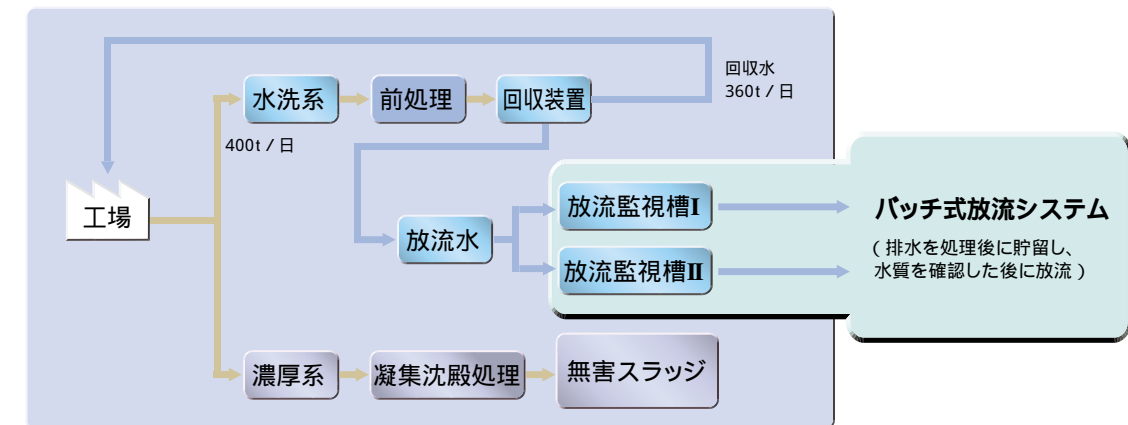 回収水
360t / 日
水洗系
前処理
回収装置
400t / 日
工場
放流水
放流監視槽I
放流監視槽II
バッチ式放流システム
( 排水を処理後に貯留し、
水質を確認した後に放流 )
濃厚系
凝集沈殿処理
無害スラッジ